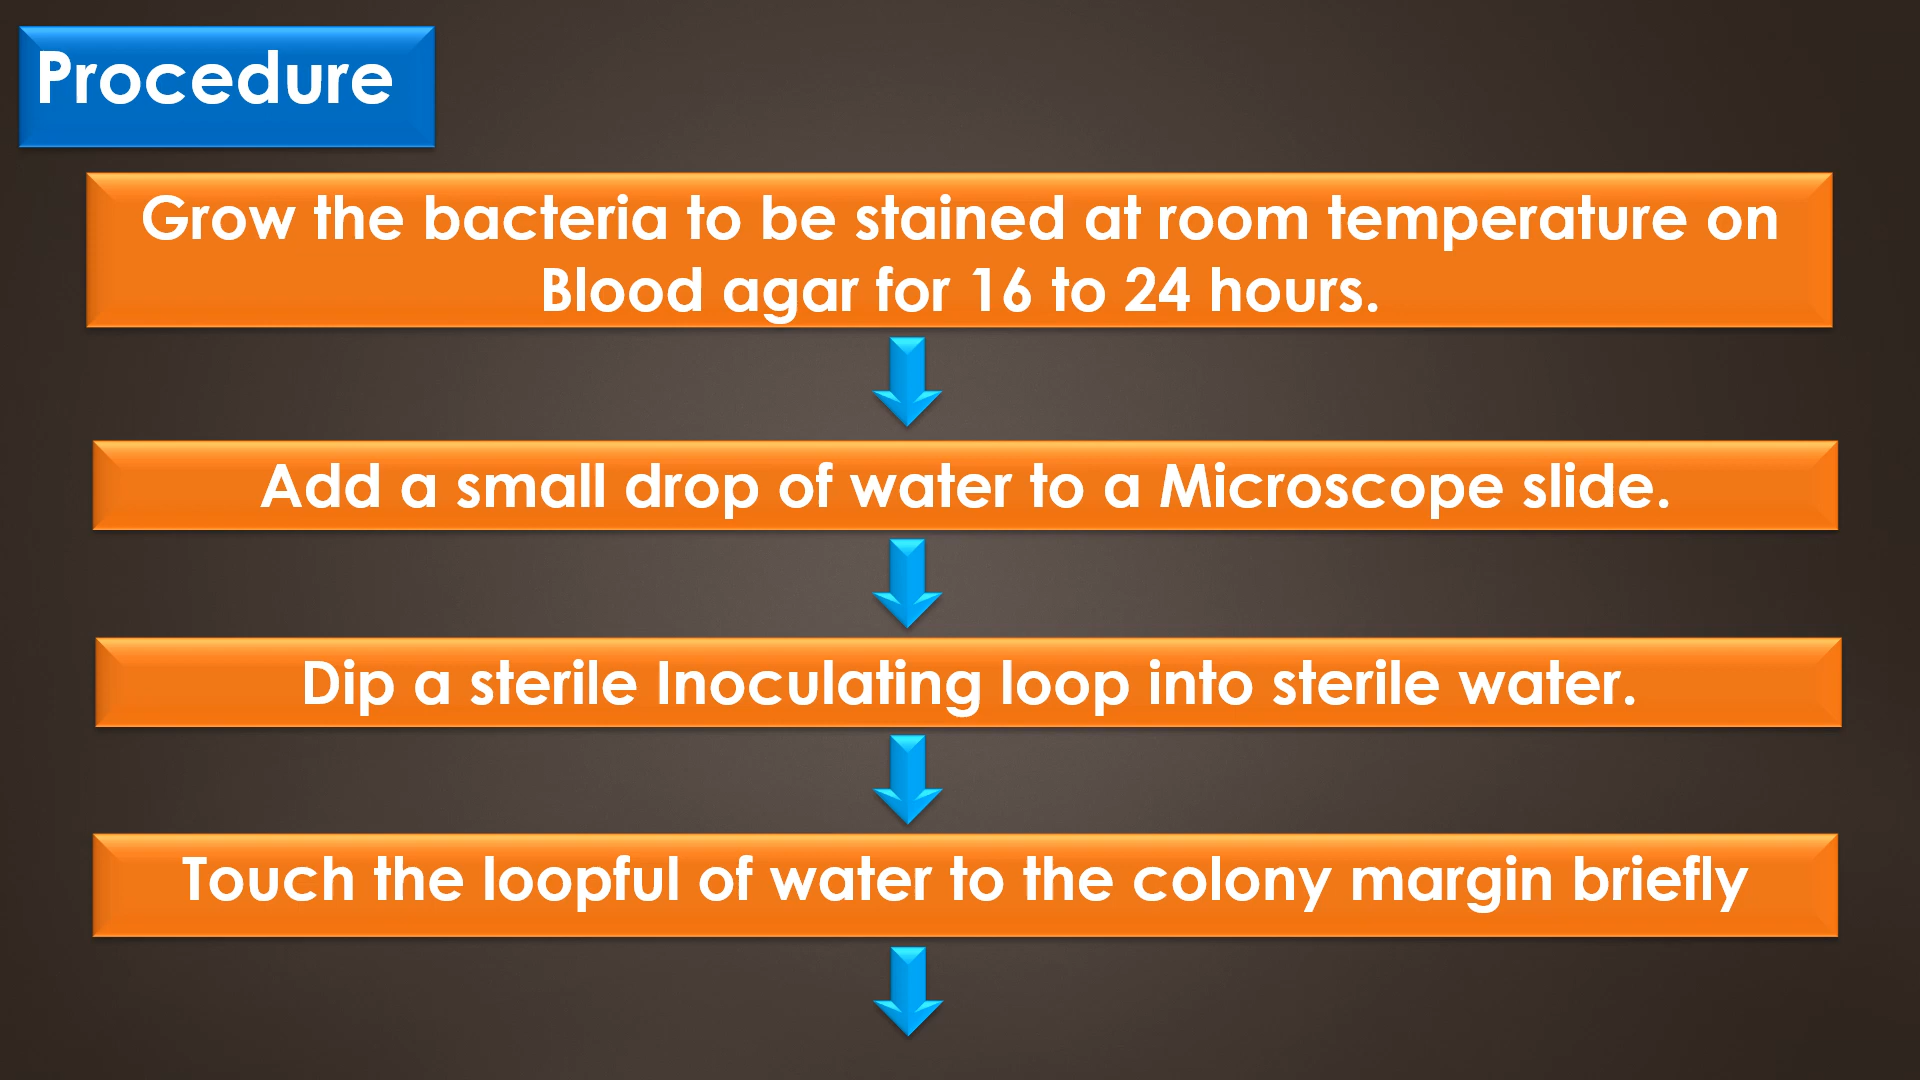 Procedure
Grow the bacteria to be stained at room temperature on
Blood agar for 16 to 24 hours.
Add a small drop of water to a Microscope slide.
Dip a sterile Inoculating loop into sterile water.
Touch the loopful of water to the colony margin briefly